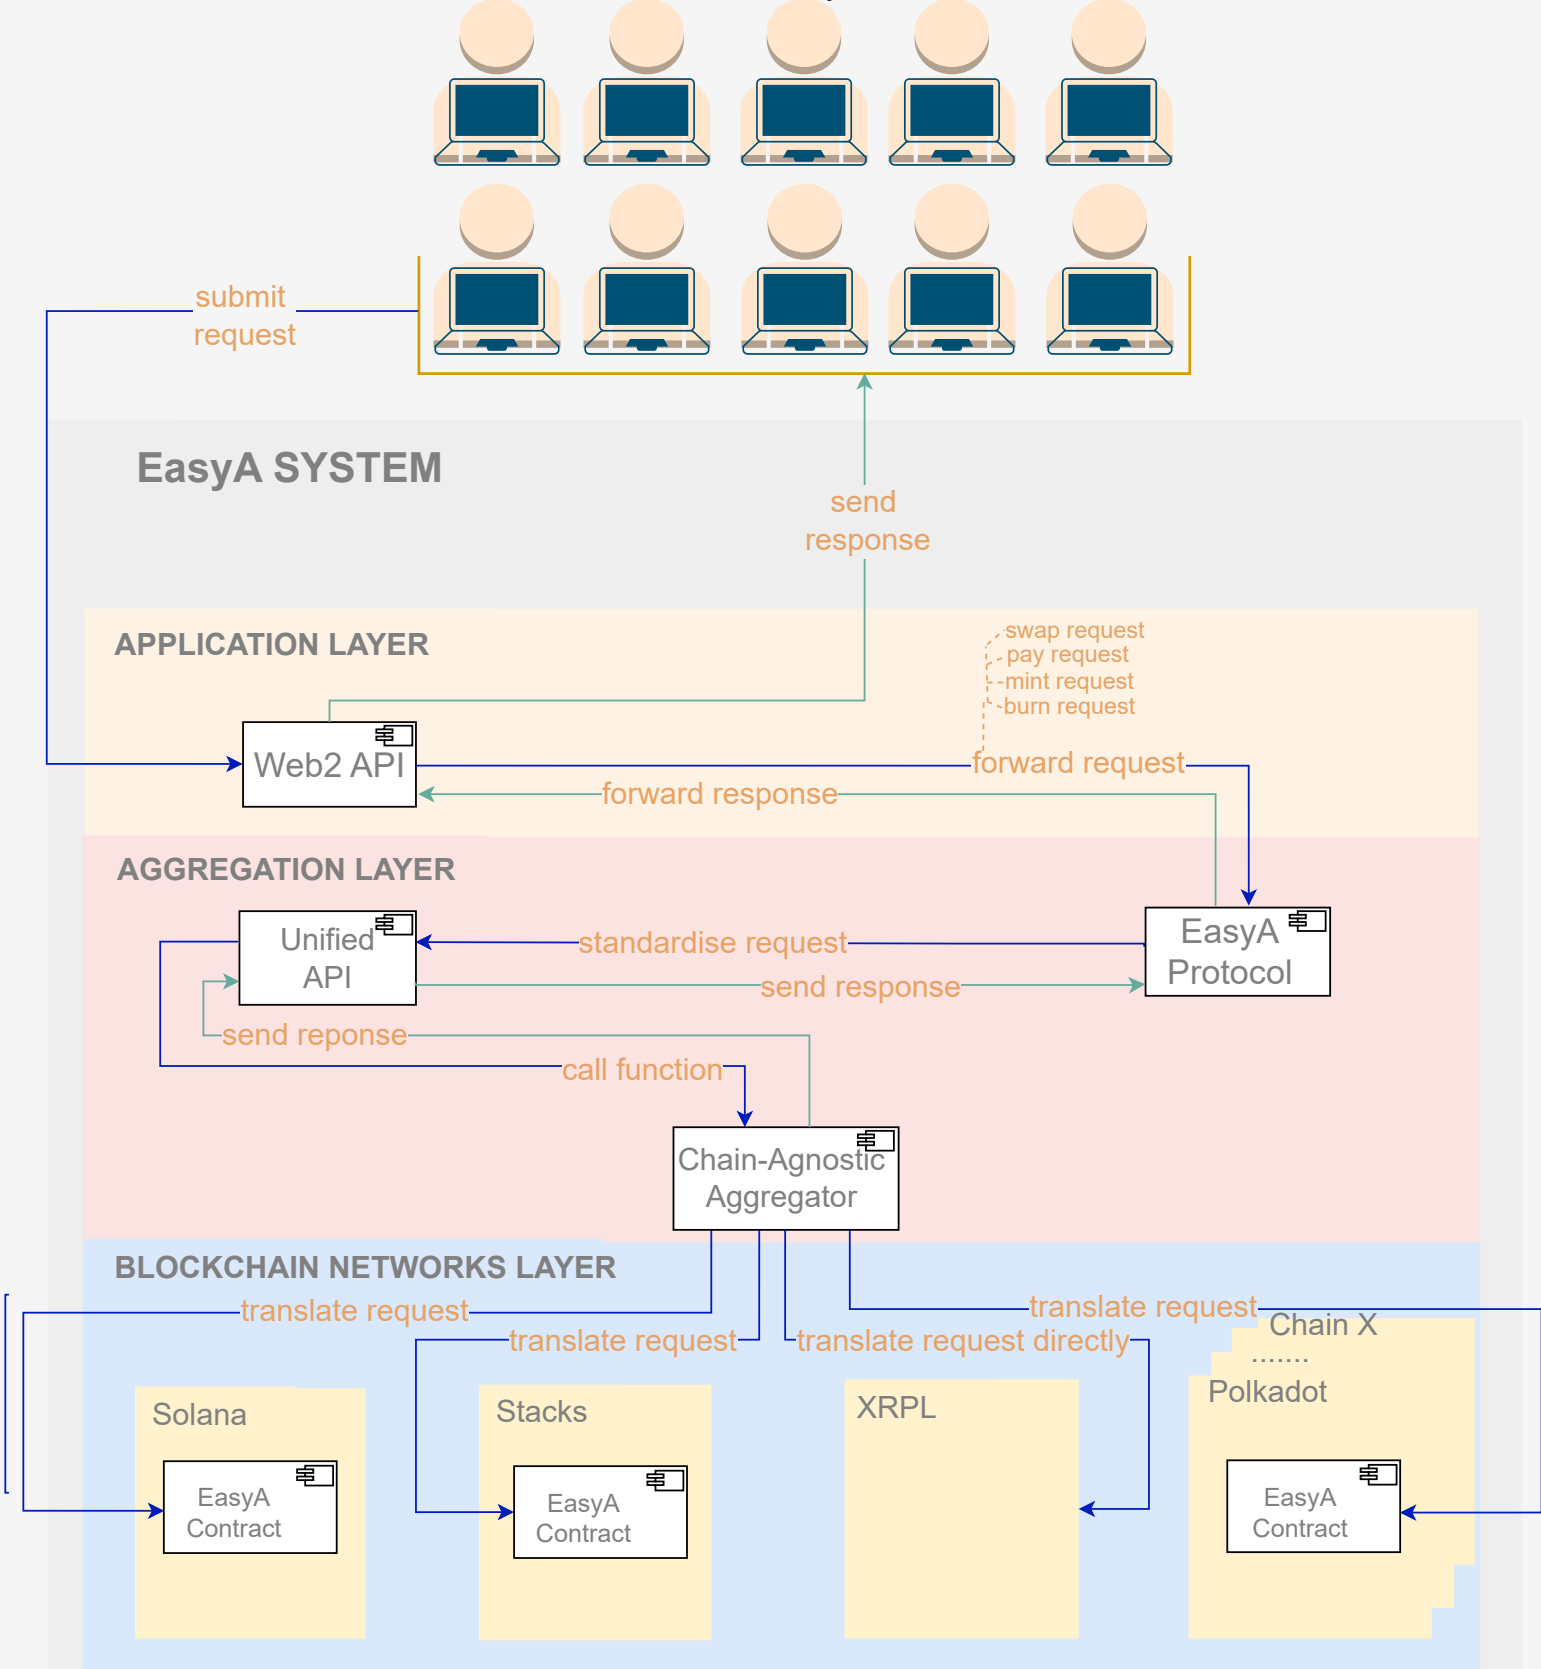 submit
request
EasyA SYSTEM
send
response
APPLICATION LAYER
swap request
pay request
mint request
burn request
Web2 API
forward request
forward response
AGGREGATION LAYER
Unified
API
standardise request
EasyA
Protocol
send response
send reponse
call function
Chain-Agnostic
Aggregator
BLOCKCHAIN NETWORKS LAYER
translate request
translate request
translate request directly
translate request
Chain X
.......
Polkadot
Solana
Stacks
XRPL
EasyA
Contract
EasyA
Contract
EasyA
Contract